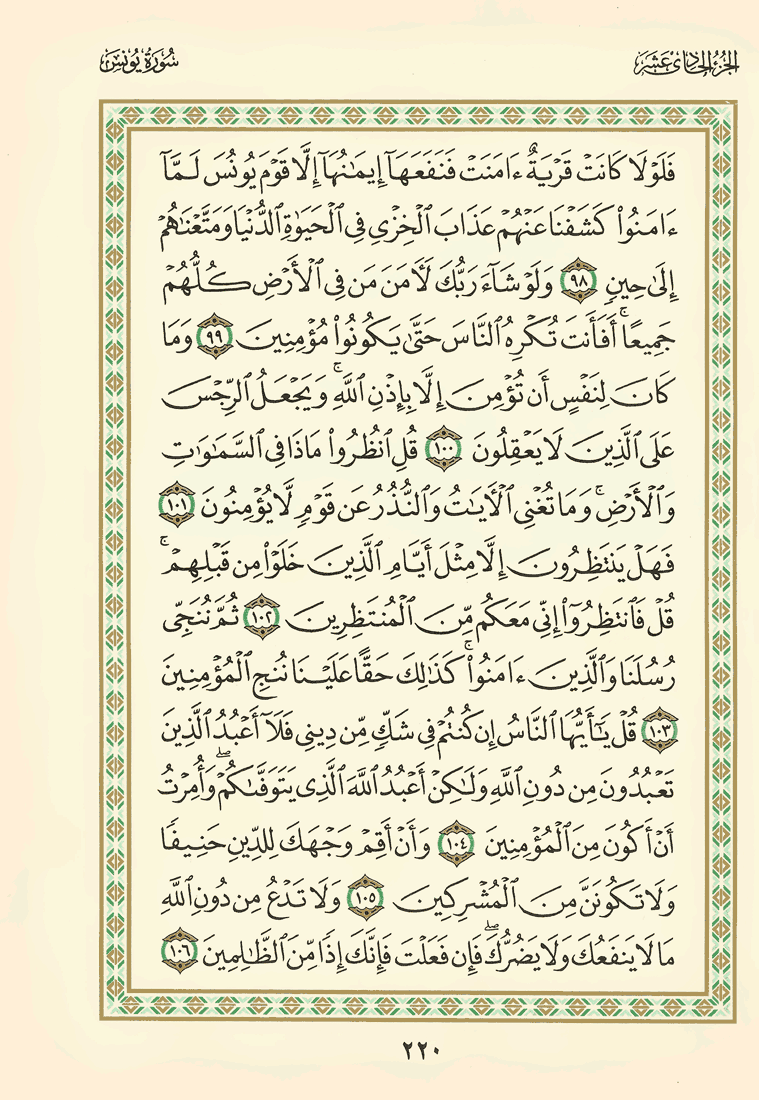 الجزء الحادي عشر
سورة يونس
فَلَوْلَا كَانَتْ قَرْيَةٌ ءَامَنَتْ فَنَفَعَهَآ إِيمَٰنُهَآ إِلَّا قَوْمَ يُونُسَ لَمَّآ
ءَامَنُوا۟ كَشَفْنَا عَنْهُمْ عَذَابَ ٱلْخِزْىِ فِى ٱلْحَيَوٰةِ ٱلدُّنْيَا وَمَتَّعْنَٰهُمْ
إِلَىٰ حِينٍ ٩٨ وَلَوْ شَآءَ رَبُّكَ لَءَامَنَ مَن فِى ٱلْأَرْضِ كُلُّهُمْ
جَمِيعًا ۚ أَفَأَنتَ تُكْرِهُ ٱلنَّاسَ حَتَّىٰ يَكُونُوا۟ مُؤْمِنِينَ ٩٩ وَمَا
كَانَ لِنَفْسٍ أَن تُؤْمِنَ إِلَّا بِإِذْنِ ٱللَّهِ ۚ وَيَجْعَلُ ٱلرِّجْسَ
عَلَى ٱلَّذِينَ لَا يَعْقِلُونَ ١٠٠ قُلِ ٱنظُرُوا۟ مَاذَا فِى ٱلسَّمَٰوَٰتِ
وَٱلْأَرْضِ ۚ وَمَا تُغْنِى ٱلْءَايَٰتُ وَٱلنُّذُرُ عَن قَوْمٍ لَّا يُؤْمِنُونَ ١٠١
فَهَلْ يَنتَظِرُونَ إِلَّا مِثْلَ أَيَّامِ ٱلَّذِينَ خَلَوْا۟ مِن قَبْلِهِمْ ۚ
قُلْ فَٱنتَظِرُوٓا۟ إِنِّى مَعَكُم مِّنَ ٱلْمُنتَظِرِينَ ١٠٢ ثُمَّ نُنَجِّى
رُسُلَنَا وَٱلَّذِينَ ءَامَنُوا۟ ۚ كَذَٰلِكَ حَقًّا عَلَيْنَا نُنجِ ٱلْمُؤْمِنِينَ
١٠٣ قُلْ يَٰٓأَيُّهَا ٱلنَّاسُ إِن كُنتُمْ فِى شَكٍّ مِّن دِينِى فَلَآ أَعْبُدُ ٱلَّذِينَ
تَعْبُدُونَ مِن دُونِ ٱللَّهِ وَلَٰكِنْ أَعْبُدُ ٱللَّهَ ٱلَّذِى يَتَوَفَّىٰكُمْ ۖ وَأُمِرْتُ
أَنْ أَكُونَ مِنَ ٱلْمُؤْمِنِينَ ١٠٤ وَأَنْ أَقِمْ وَجْهَكَ لِلدِّينِ حَنِيفًا
وَلَا تَكُونَنَّ مِنَ ٱلْمُشْرِكِينَ ١٠٥ وَلَا تَدْعُ مِن دُونِ ٱللَّهِ
مَا لَا يَنفَعُكَ وَلَا يَضُرُّكَ ۖ فَإِن فَعَلْتَ فَإِنَّكَ إِذًا مِّنَ ٱلظَّٰلِمِينَ ١٠٦
٢٢٠